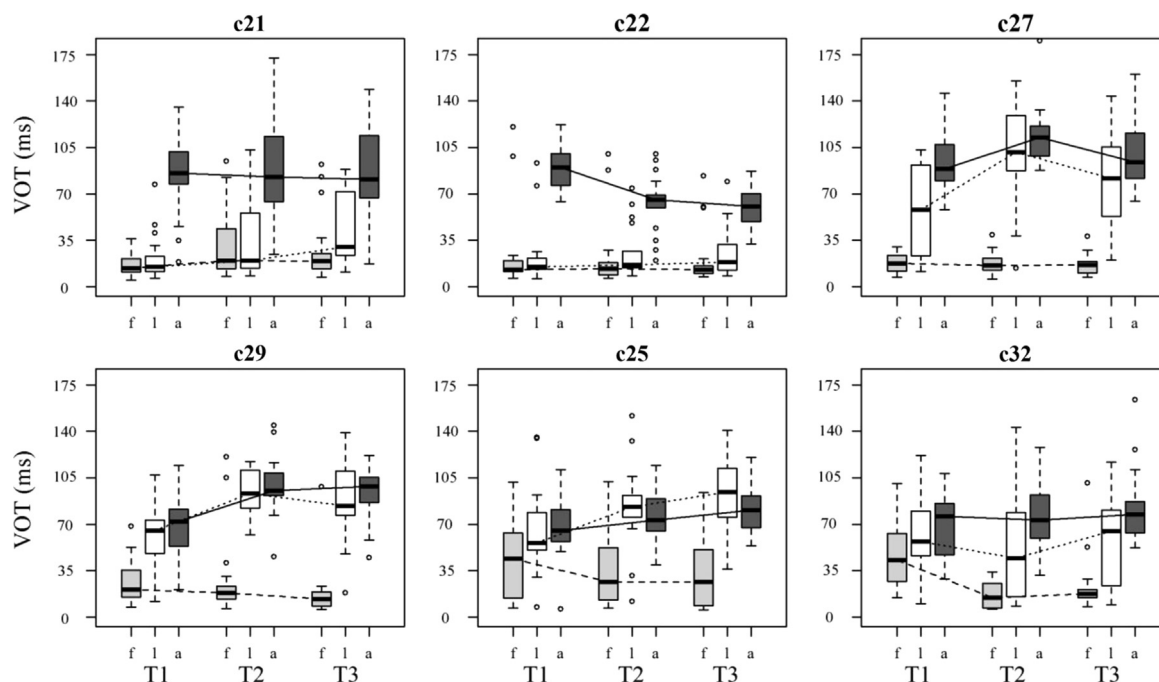 c21 c22 c27
VOT (ms)
175 175 175
140 140 140
105 105 105
70 70 70
35 35 35
0 0 0
f l a f l a f l a f l a f l a f l a f l a f l a f l a
c29 c25 c32
VOT (ms)
175 175 175
140 140 140
105 105 105
70 70 70
35 35 35
0 0 0
f l a f l a f l a f l a f l a f l a f l a f l a f l a
T1 T2 T3 T1 T2 T3 T1 T2 T3